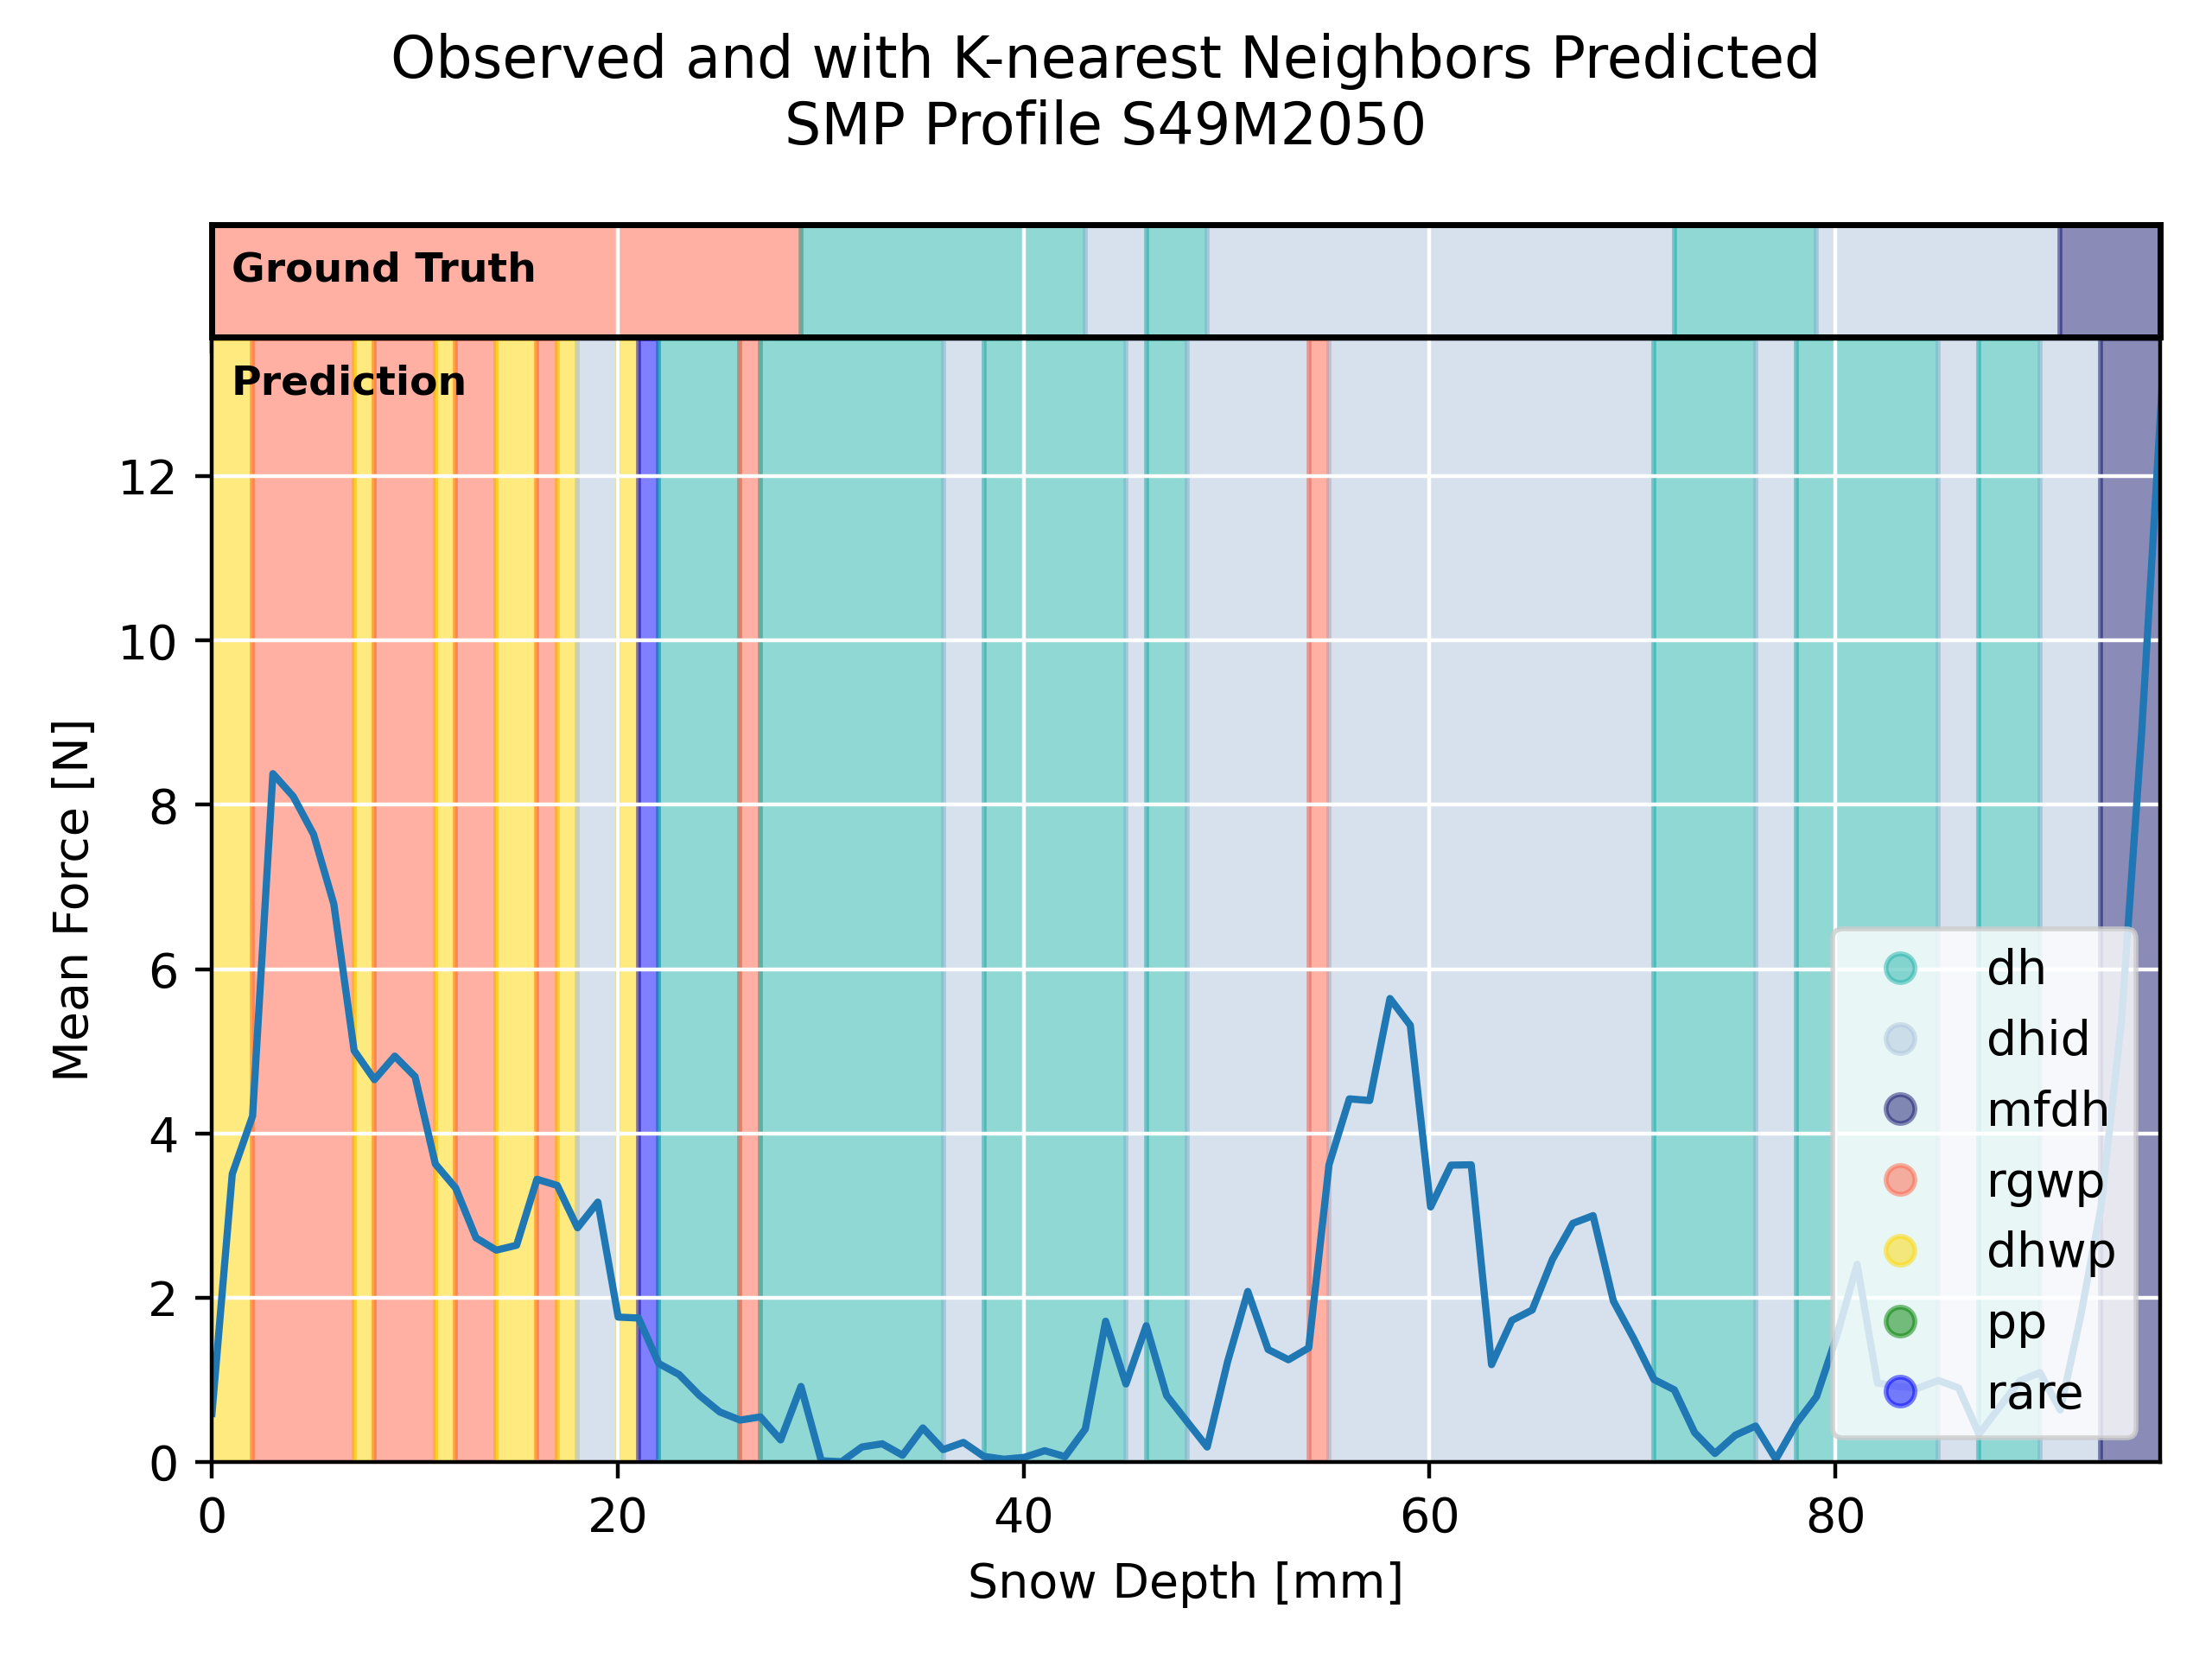 Observed and with K-nearest Neighbors Predicted
SMP Profile S49M2050
Ground Truth
Prediction
12
10
8
6
4
2
0
Mean Force [N]
dh
dhid
mfdh
rgwp
dhwp
pp
rare
0 20 40 60 80
Snow Depth [mm]